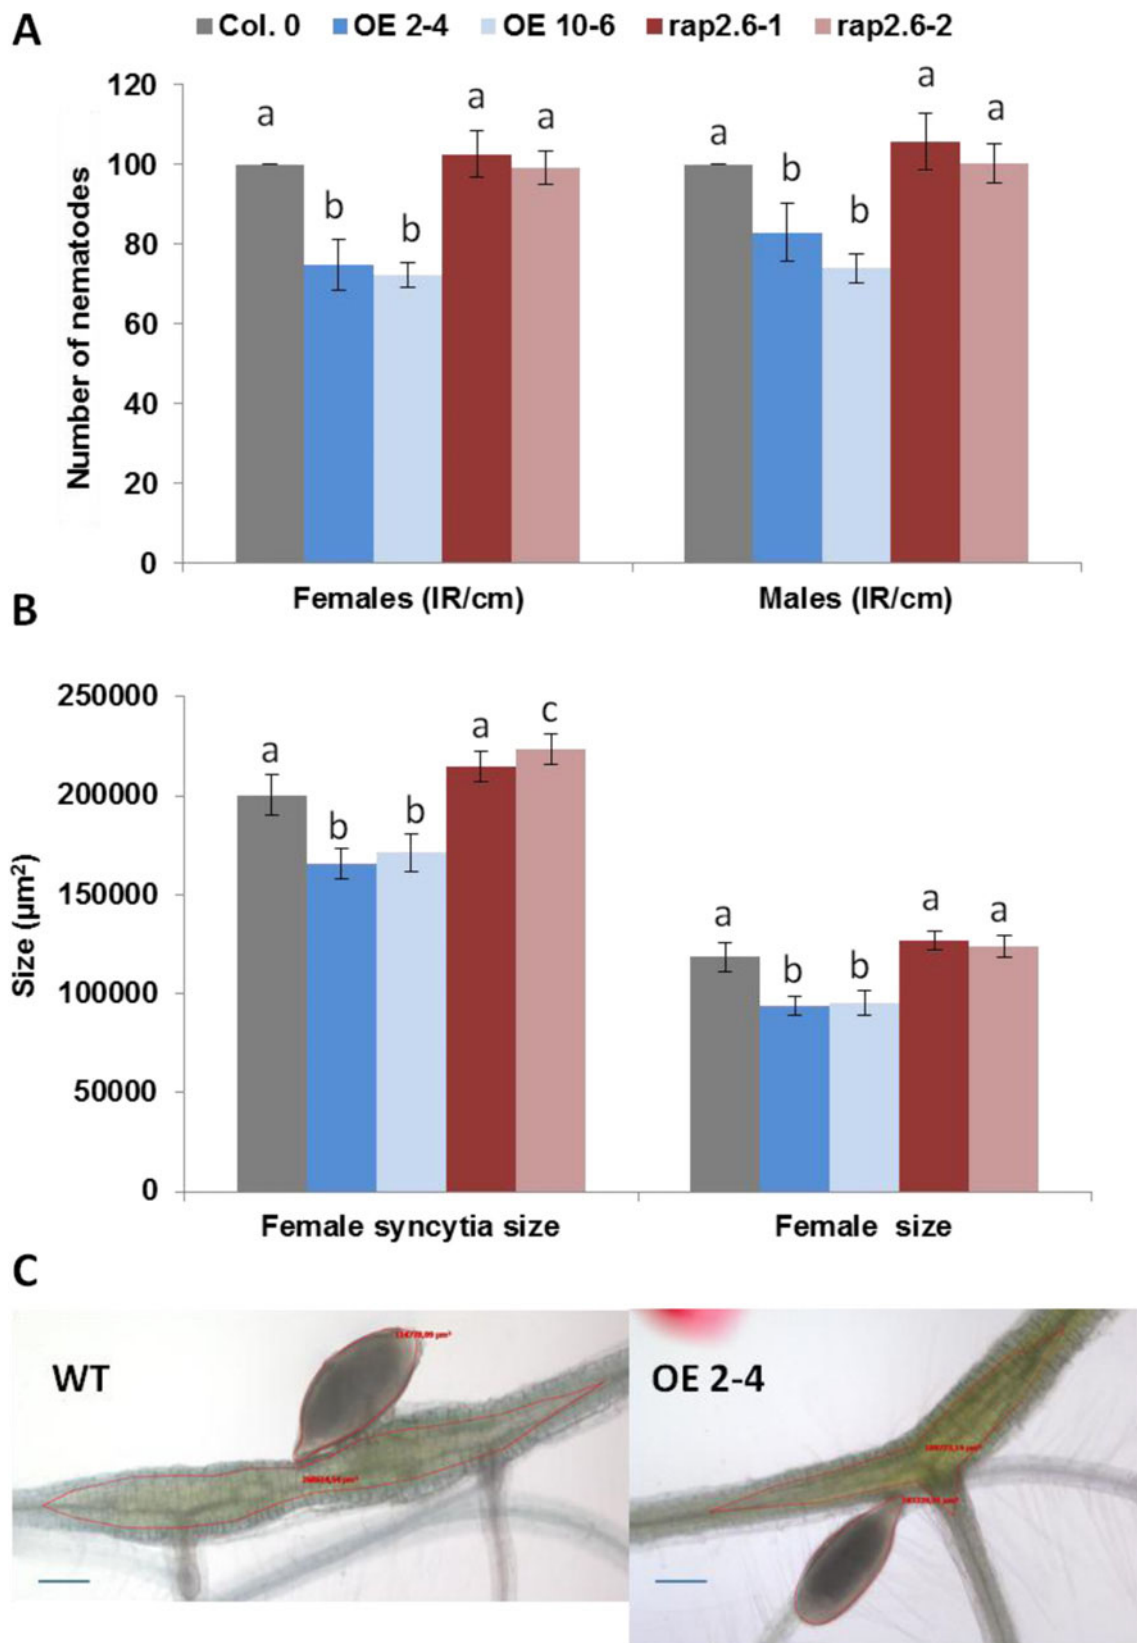 A
Col. 0 OE 2-4 OE 10-6 rap2.6-1 rap2.6-2
120
100
80
60
40
20
0
Number of nematodes
a b b a a
a b b a a
Females (IR/cm) Males (IR/cm)
B
250000
200000
150000
100000
50000
0
Size (µm²)
a b b a c
a b b a a
Female syncytia size Female size
C
WT
OE 2-4